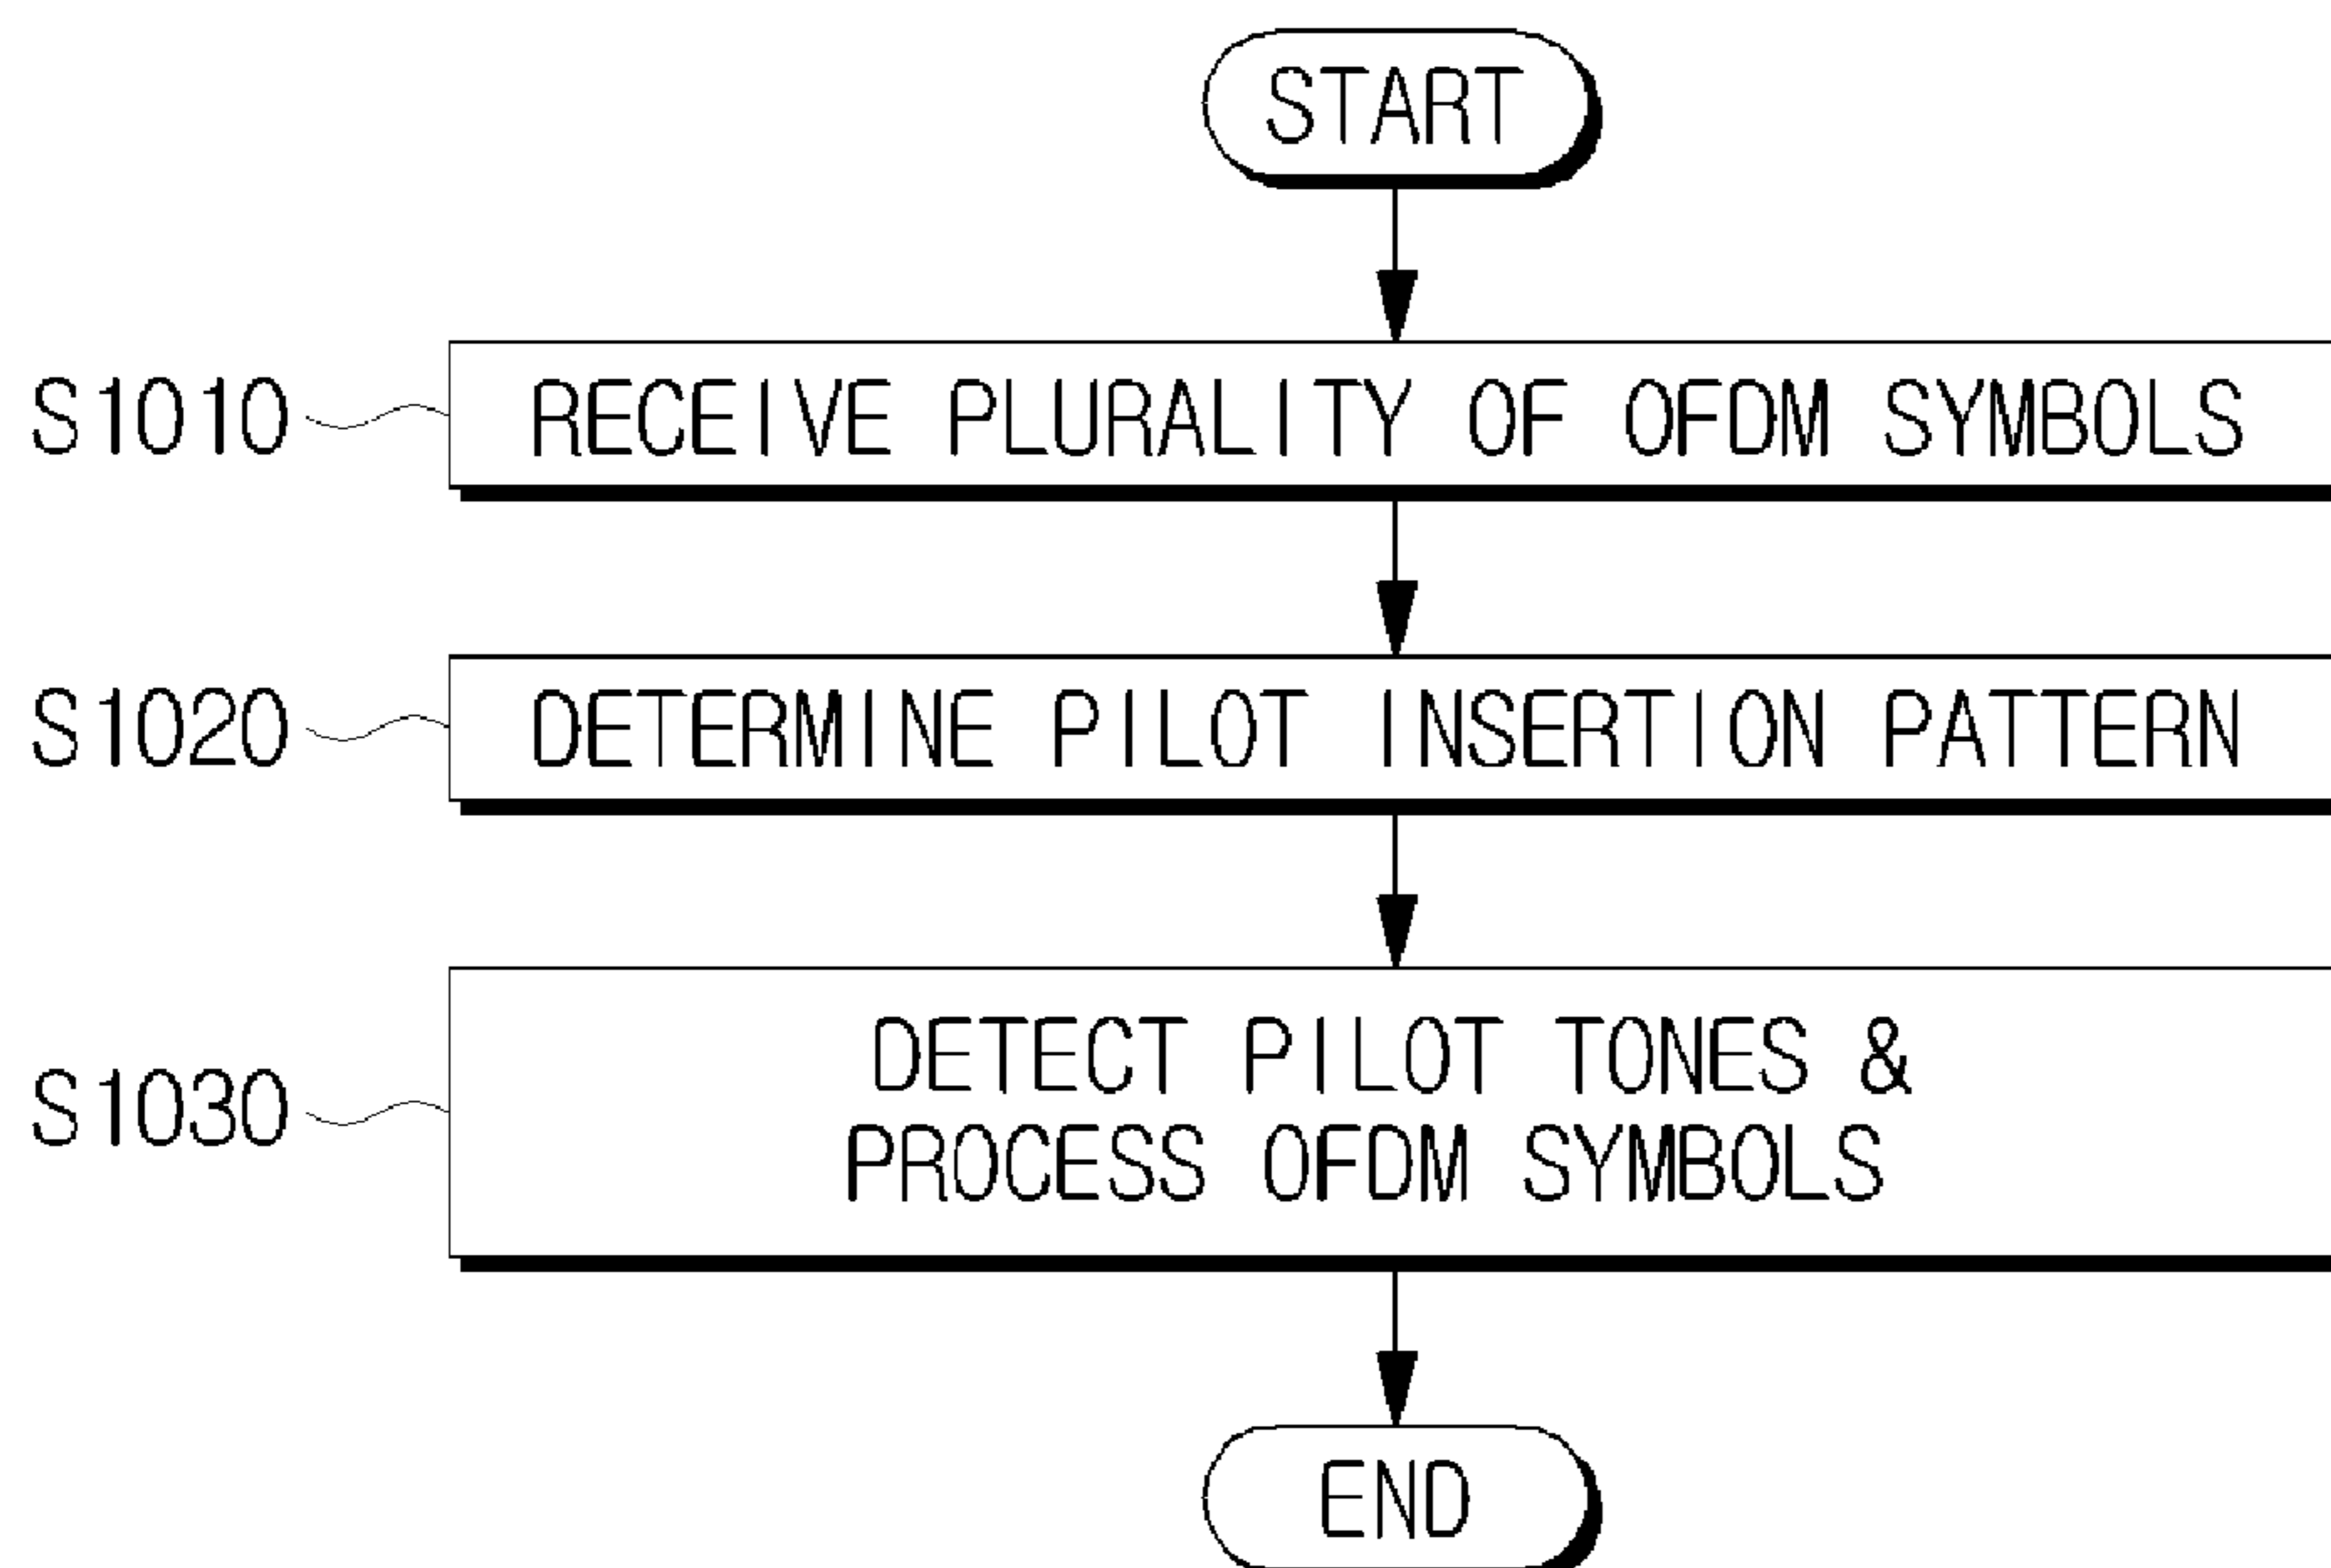 START
S1010 RECEIVE PLURALITY OF OFDM SYMBOLS
S1020 DETERMINE PILOT INSERTION PATTERN
S1030 DETECT PILOT TONES &
PROCESS OFDM SYMBOLS
END